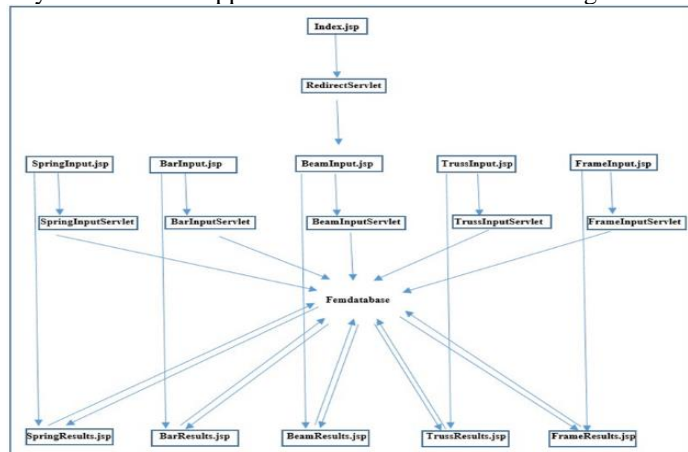 Index.jsp
RedirectServlet
SpringInput.jsp BarInput.jsp BeamInput.jsp TrussInput.jsp FrameInput.jsp
SpringInputServlet BarInputServlet BeamInputServlet TrussInputServlet FrameInputServlet
Femdatabase
SpringResults.jsp BarResults.jsp BeamResults.jsp TrussResults.jsp FrameResults.jsp